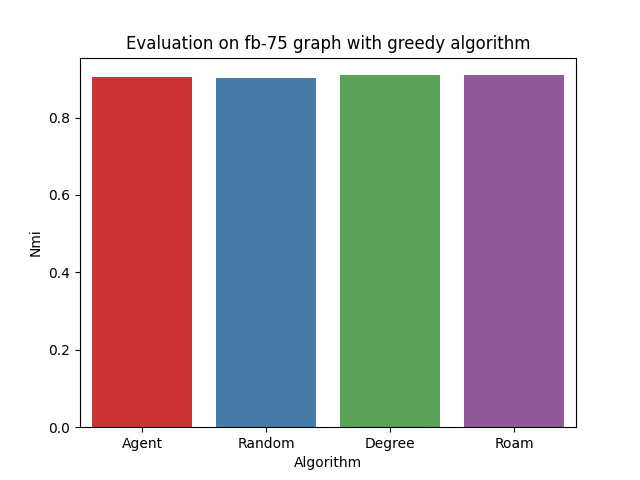 Evaluation on fb-75 graph with greedy algorithm
Nmi
0.8
0.6
0.4
0.2
0.0
Agent Random Degree Roam
Algorithm